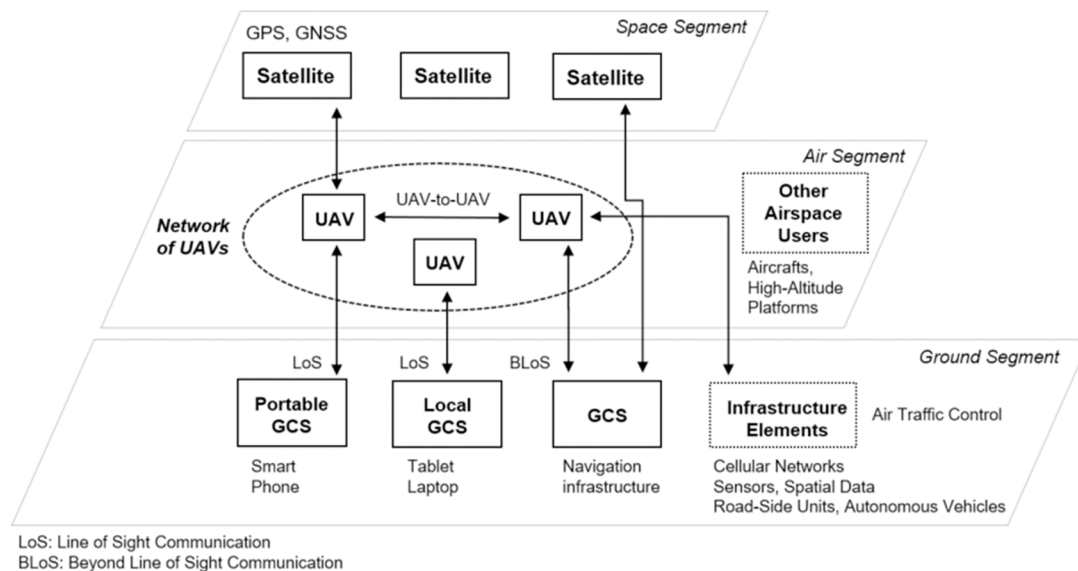 Space Segment
GPS, GNSS
Satellite
Satellite
Satellite
Air Segment
Network
of UAVs
UAV
UAV-to-UAV
UAV
UAV
Other
Airspace
Users
Aircrafts,
High-Altitude
Platforms
Ground Segment
LoS
LoS
BLoS
Portable
GCS
Local
GCS
GCS
Infrastructure
Elements
Air Traffic Control
Smart
Phone
Tablet
Laptop
Navigation
infrastructure
Cellular Networks
Sensors, Spatial Data
Road-Side Units, Autonomous Vehicles
LoS: Line of Sight Communication
BLoS: Beyond Line of Sight Communication